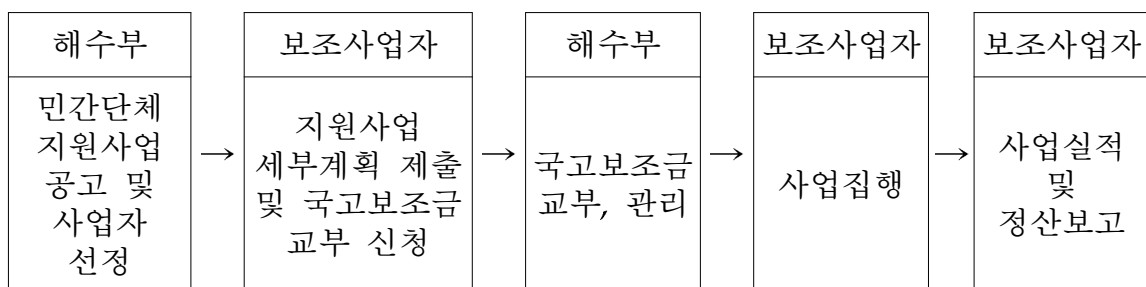 해수부
민간단체
지원사업
공고 및
사업자
선정
→
보조사업자
지원사업
세부계획 제출
및 국고보조금
교부 신청
→
해수부
국고보조금
교부, 관리
→
보조사업자
사업집행
→
보조사업자
사업실적
및
정산보고